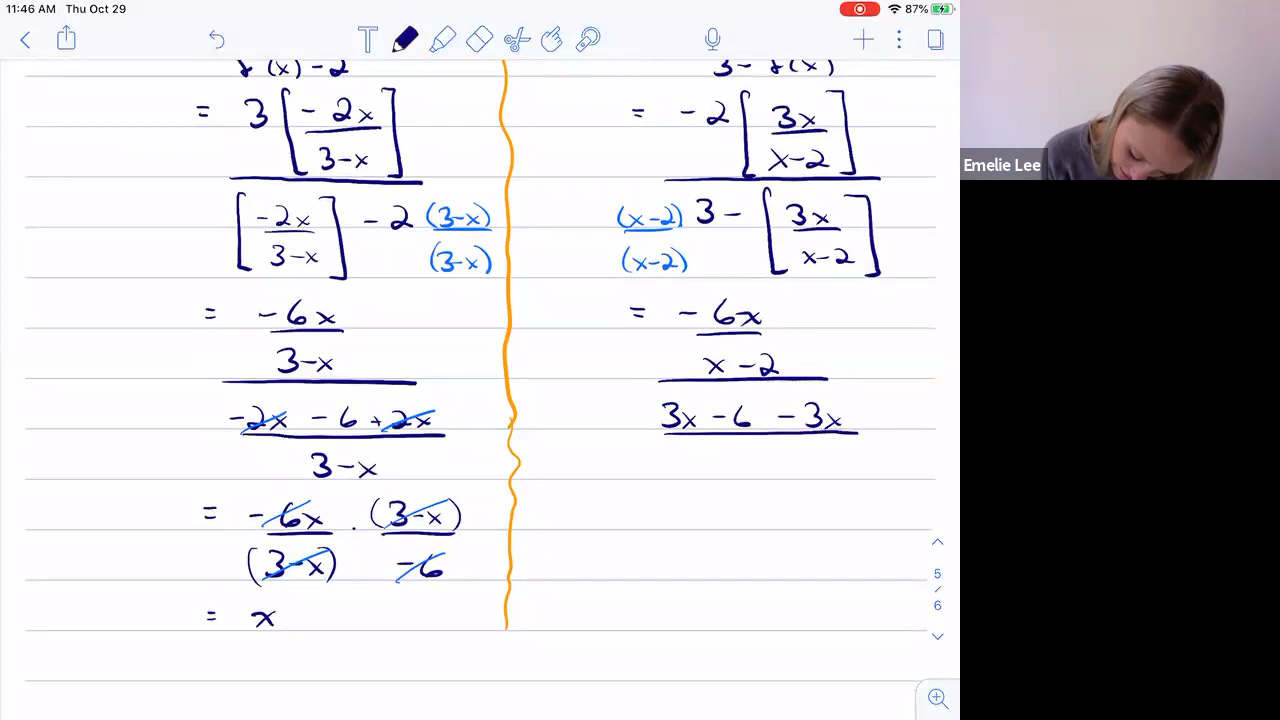 11:46 AM Thu Oct 29
87%
T
(x) - 2
= 3 [ - 2x
3-x ]
[ -2x
3-x ] - 2 (3-x)
(3-x)
= -6x
3-x
-2x - 6 + 2x
3-x
= -6x · (3-x)
(3-x) -6
= x
3 - (x)
= -2 [ 3x
x-2 ]
(x-2) 3 - [ 3x
(x-2) x-2 ]
= -6x
x-2
3x - 6 - 3x
Emelie Lee
5
/
6